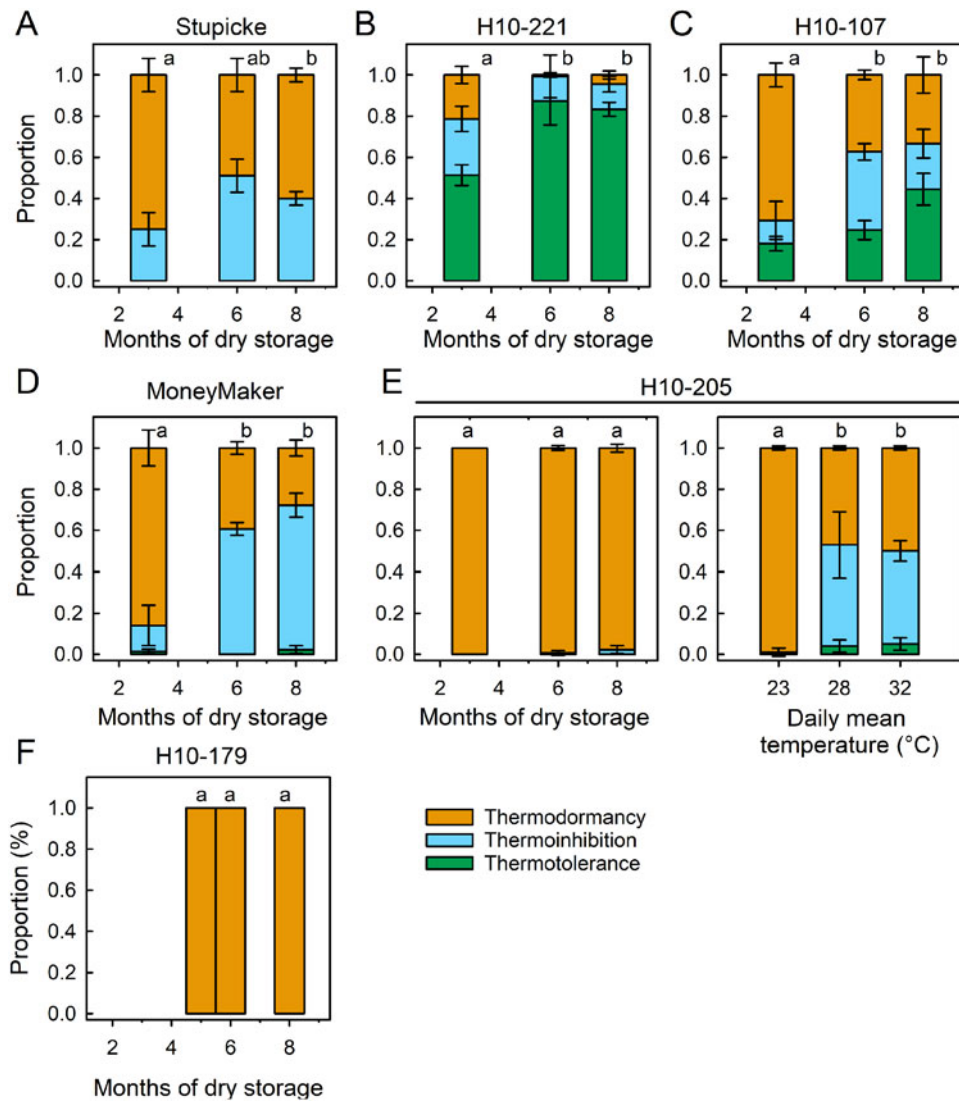 A
Stupicke
B
H10-221
C
H10-107
Proportion
1.0
0.8
0.6
0.4
0.2
0.0
a
ab
b
2 4 6 8
Months of dry storage
1.0
0.8
0.6
0.4
0.2
0.0
a
b
b
2 4 6 8
Months of dry storage
1.0
0.8
0.6
0.4
0.2
0.0
a
b
b
2 4 6 8
Months of dry storage
D
MoneyMaker
E
H10-205
Proportion
1.0
0.8
0.6
0.4
0.2
0.0
a
b
b
2 4 6 8
Months of dry storage
1.0
0.8
0.6
0.4
0.2
0.0
a
a
a
2 4 6 8
Months of dry storage
1.0
0.8
0.6
0.4
0.2
0.0
a
b
b
23 28 32
Daily mean
temperature (°C)
F
H10-179
Proportion (%)
1.0
0.8
0.6
0.4
0.2
0.0
a
a
a
2 4 6 8
Months of dry storage
Thermodormancy
Thermoinhibition
Thermotolerance